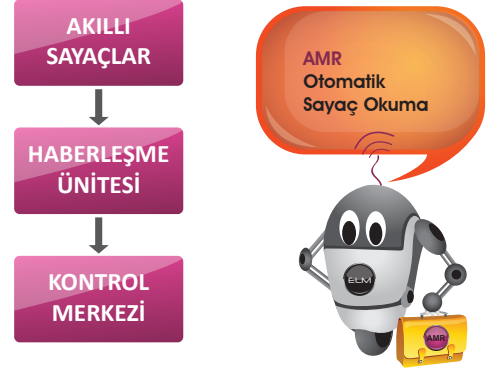 AKILLI
SAYAÇLAR
HABERLEŞME
ÜNİTESİ
KONTROL
MERKEZİ
AMR
Otomatik
Sayaç Okuma
ELM
AMR